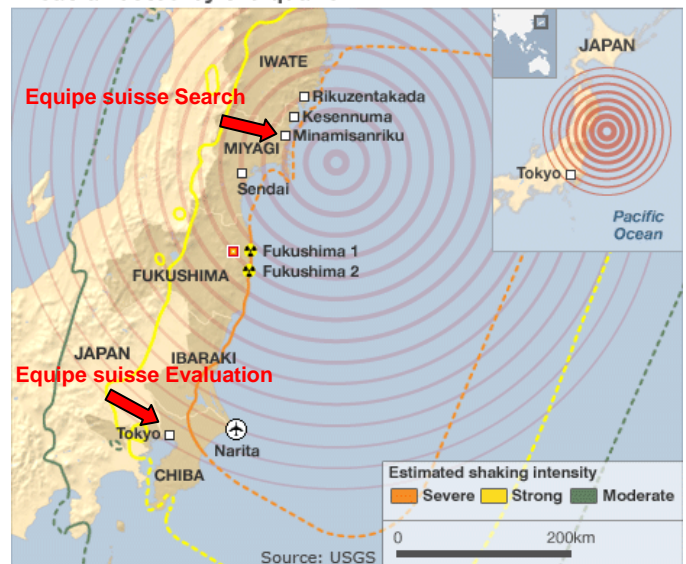 IWATE
Equipe suisse Search
Rikuzentakada
Kesennuma
Minamisanriku
MIYAGI
Sendai
Fukushima 1
FUKUSHIMA
Fukushima 2
JAPAN
IBARAKI
Equipe suisse Evaluation
Tokyo
Narita
CHIBA
JAPAN
Tokyo
Pacific
Ocean
Estimated shaking intensity
Severe Strong Moderate
0 200km
Source: USGS